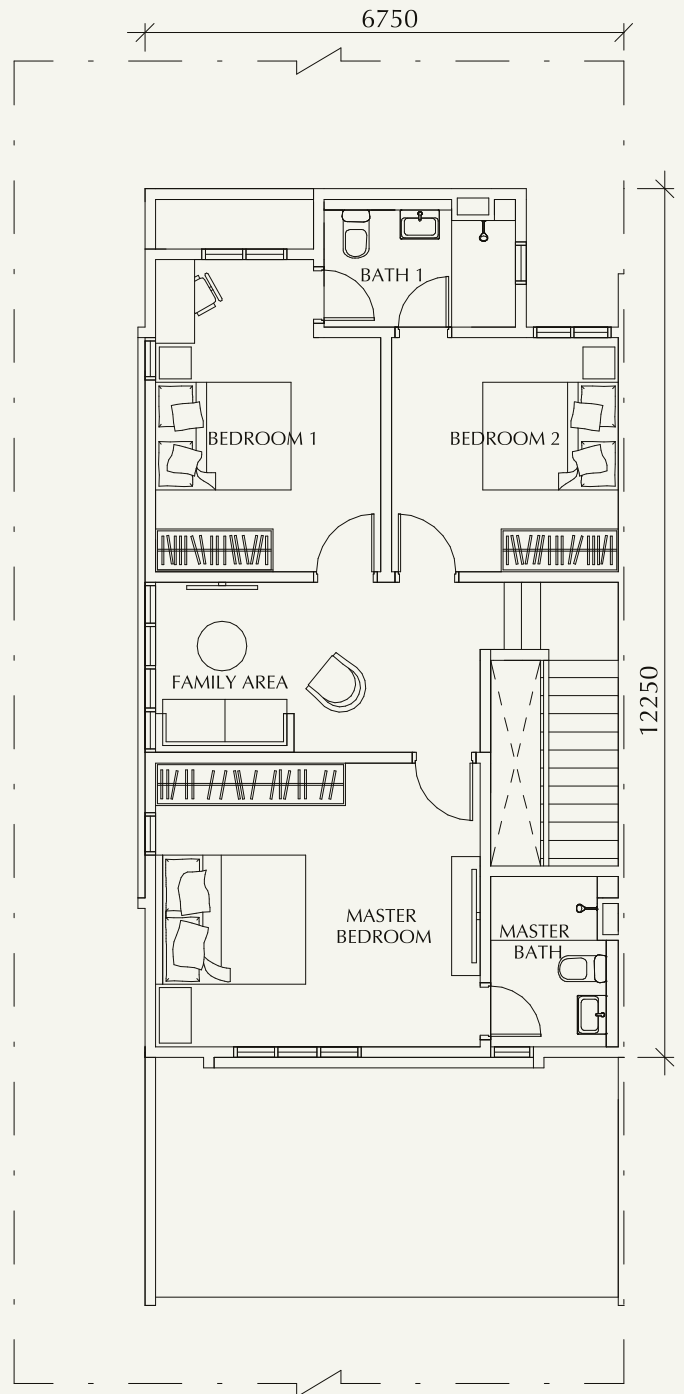 6750
BATH 1
BEDROOM 1
BEDROOM 2
12250
FAMILY AREA
MASTER
BEDROOM
MASTER
BATH